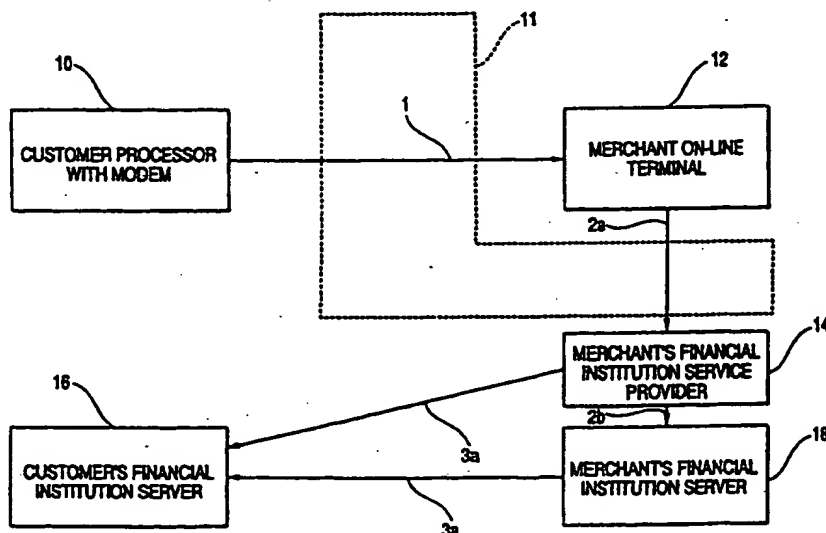 11
10
12
1
CUSTOMER PROCESSOR
WITH MODEM
MERCHANT ON-LINE
TERMINAL
2a
14
MERCHANT'S FINANCIAL
INSTITUTION SERVICE
PROVIDER
16
2b
3a
18
CUSTOMER'S FINANCIAL
INSTITUTION SERVER
MERCHANT'S FINANCIAL
INSTITUTION SERVER
3a